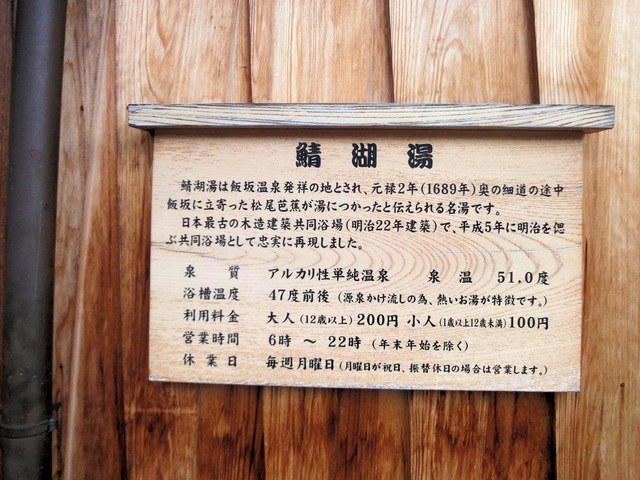 鯖湖湯
鯖湖湯は飯坂温泉発祥の地とされ、元禄2年(1689年)奥の細道の途中
飯坂に立寄った松尾芭蕉が湯につかったと伝えられる名湯です。
日本最古の木造建築共同浴場(明治22年建築)で、平成5年に明治を偲
ぶ共同浴場として忠実に再現しました。
泉質 アルカリ性単純温泉 泉温 51.0度
浴槽温度 47度前後(源泉かけ流しの為、熱いお湯が特徴です。)
利用料金 大人(12歳以上)200円 小人(1歳以上12歳未満)100円
営業時間 6時 ～ 22時(年末年始を除く)
休業日 毎週月曜日(月曜日が祝日、振替休日の場合は営業します。)